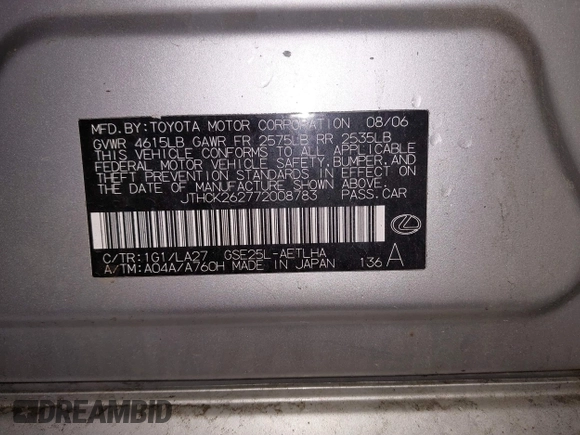 MFD.BY:TOYOTA MOTOR CORPORATION 08/06
GVWR 4615LB GAWR FR 2575LB RR 2535LB
THIS VEHICLE CONFORMS TO ALL APPLICABLE
FEDERAL MOTOR VEHICLE SAFETY,BUMPER,AND
THEFT PREVENTION STANDARDS IN EFFECT ON
THE DATE OF MANUFACTURE SHOWN ABOVE.
JTHCK262772008783 PASS.CAR
C/TR:1G1/LA27 GSE25L-AETLHA
A/TM:A04A/A760H MADE IN JAPAN 136 A
DREAMBID